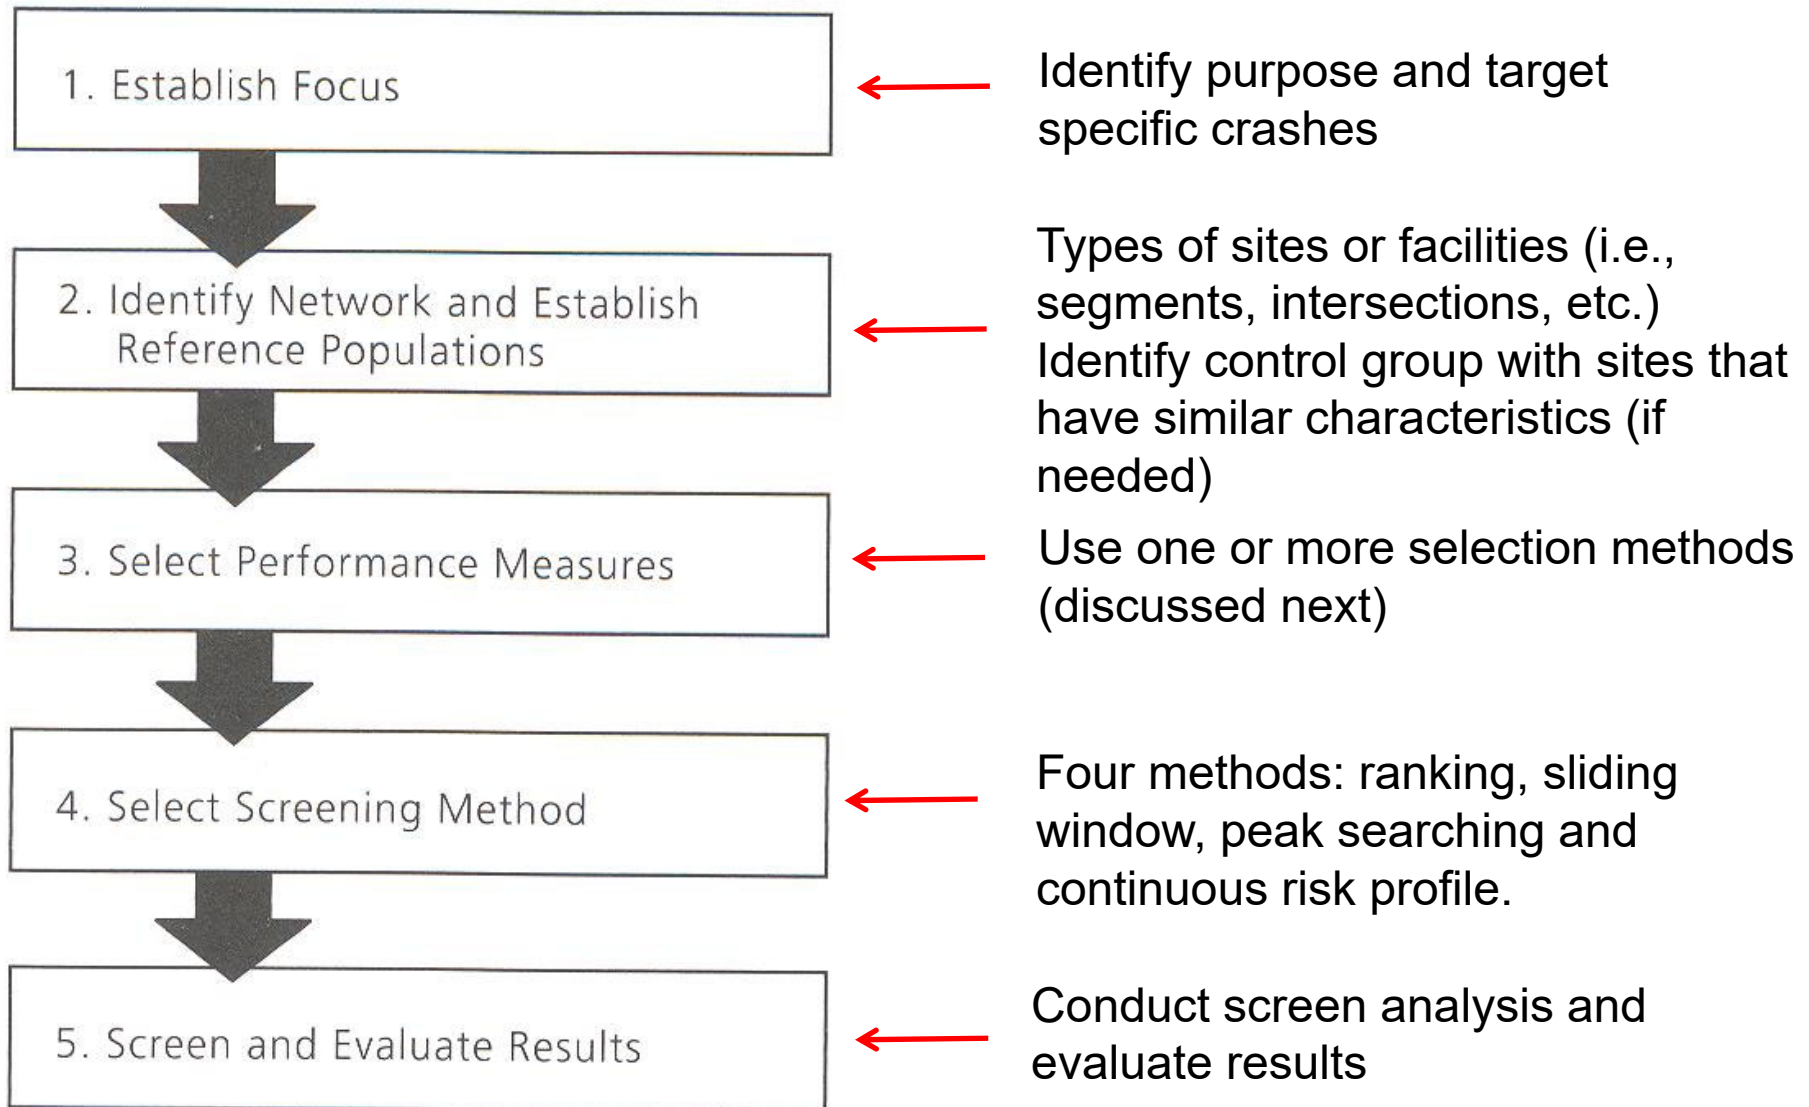 1. Establish Focus
Identify purpose and target
specific crashes
2. Identify Network and Establish
Reference Populations
Types of sites or facilities (i.e.,
segments, intersections, etc.)
Identify control group with sites that
have similar characteristics (if
needed)
3. Select Performance Measures
Use one or more selection methods
(discussed next)
4. Select Screening Method
Four methods: ranking, sliding
window, peak searching and
continuous risk profile.
5. Screen and Evaluate Results
Conduct screen analysis and
evaluate results